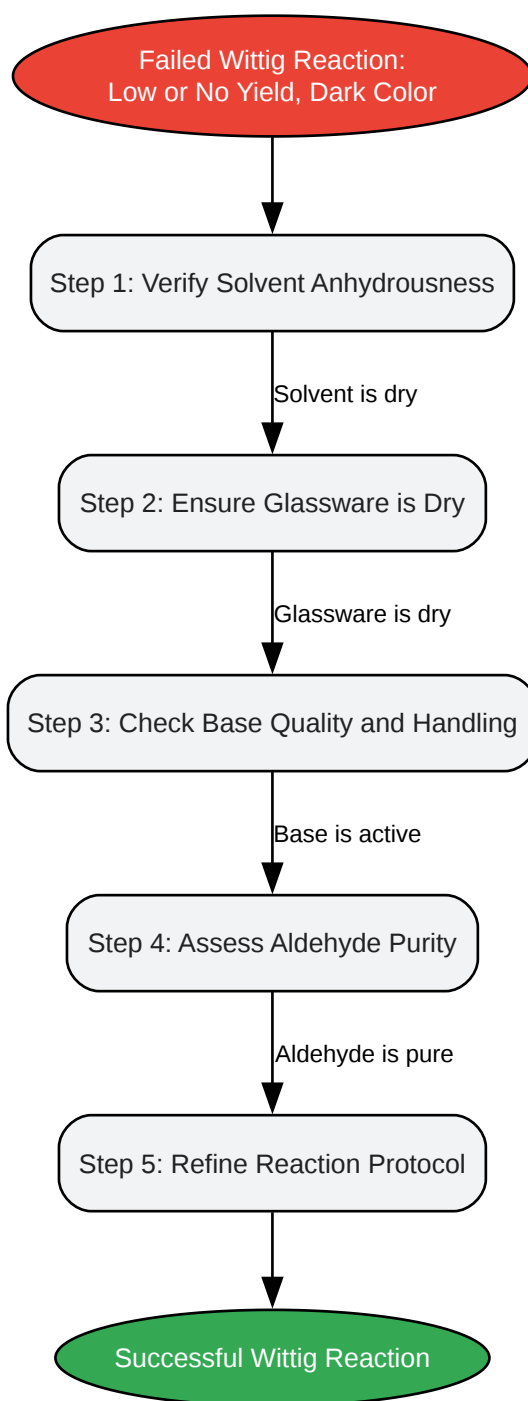 Failed Wittig Reaction:
Low or No Yield, Dark Color
Step 1: Verify Solvent Anhydrousness
Solvent is dry
Step 2: Ensure Glassware is Dry
Glassware is dry
Step 3: Check Base Quality and Handling
Base is active
Step 4: Assess Aldehyde Purity
Aldehyde is pure
Step 5: Refine Reaction Protocol
Successful Wittig Reaction